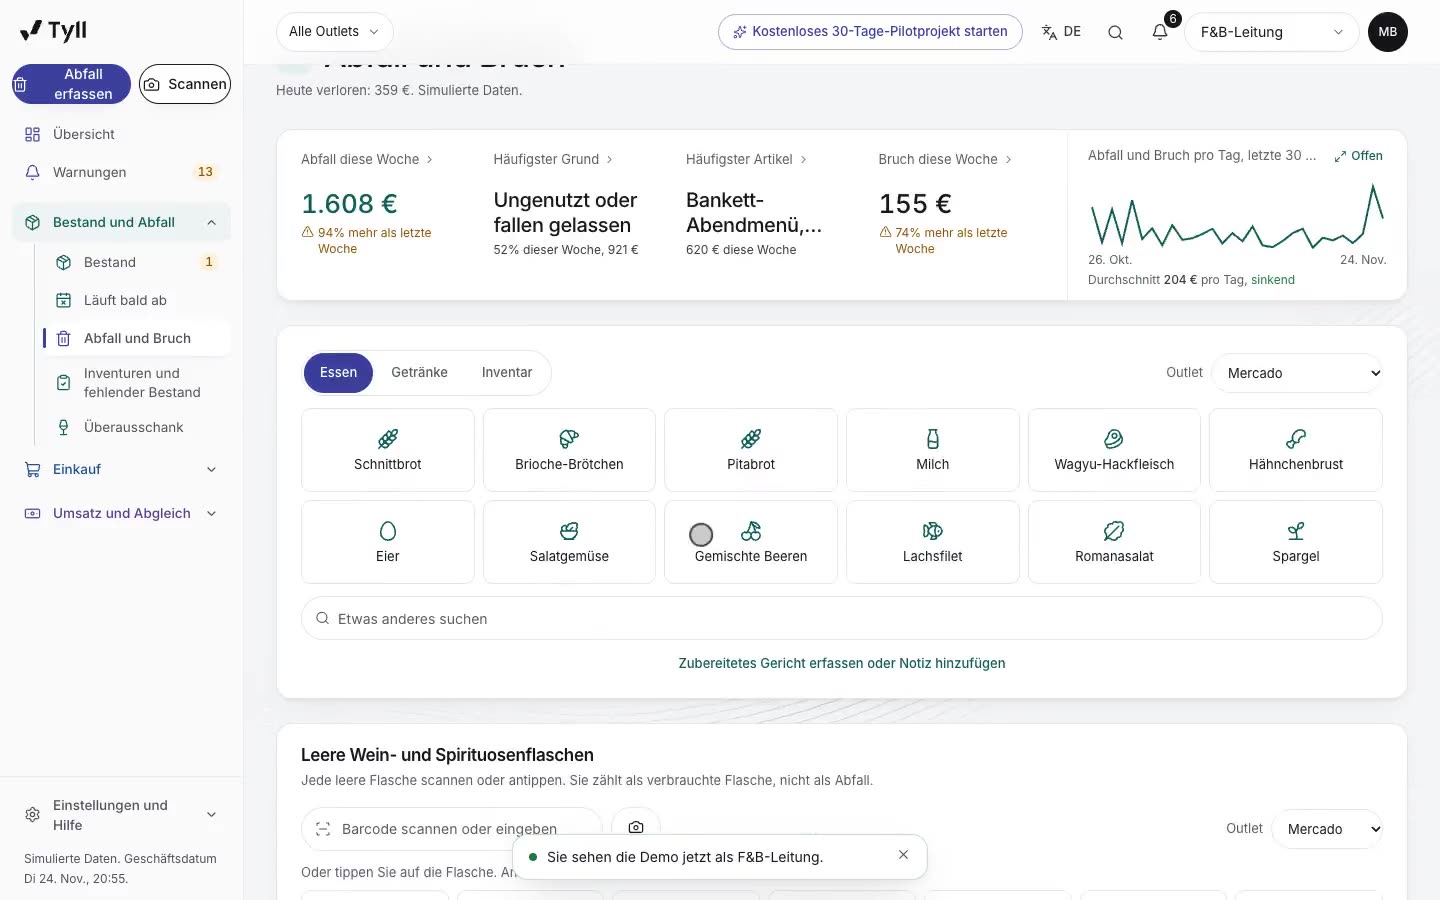 Tyll
Alle Outlets
Kostenloses 30-Tage-Pilotprojekt starten
DE
6
F&B-Leitung
MB
Abfall erfassen
Scannen
Übersicht
Warnungen 13
Bestand und Abfall
Bestand 1
Läuft bald ab
Abfall und Bruch
Inventuren und
fehlender Bestand
Überausschank
Einkauf
Umsatz und Abgleich
Einstellungen und
Hilfe
Simulierte Daten. Geschäftsdatum
Di 24. Nov., 20:55.
Abfall und Bruch
Heute verloren: 359 €. Simulierte Daten.
Abfall diese Woche
1.608 €
94% mehr als letzte
Woche
Häufigster Grund
Ungenutzt oder
fallen gelassen
52% dieser Woche, 921 €
Häufigster Artikel
Bankett-
Abendmenü,...
620 € diese Woche
Bruch diese Woche
155 €
74% mehr als letzte
Woche
Abfall und Bruch pro Tag, letzte 30 ...
Offen
26. Okt.
24. Nov.
Durchschnitt 204 € pro Tag, sinkend
Essen
Getränke
Inventar
Outlet
Mercado
Schnittbrot
Brioche-Brötchen
Pitabrot
Milch
Wagyu-Hackfleisch
Hähnchenbrust
Eier
Salatgemüse
Gemischte Beeren
Lachsfilet
Romanasalat
Spargel
Etwas anderes suchen
Zubereitetes Gericht erfassen oder Notiz hinzufügen
Leere Wein- und Spirituosenflaschen
Jede leere Flasche scannen oder antippen. Sie zählt als verbrauchte Flasche, nicht als Abfall.
Barcode scannen oder eingeben
Outlet
Mercado
Oder tippen Sie auf die Flasche.
Sie sehen die Demo jetzt als F&B-Leitung.